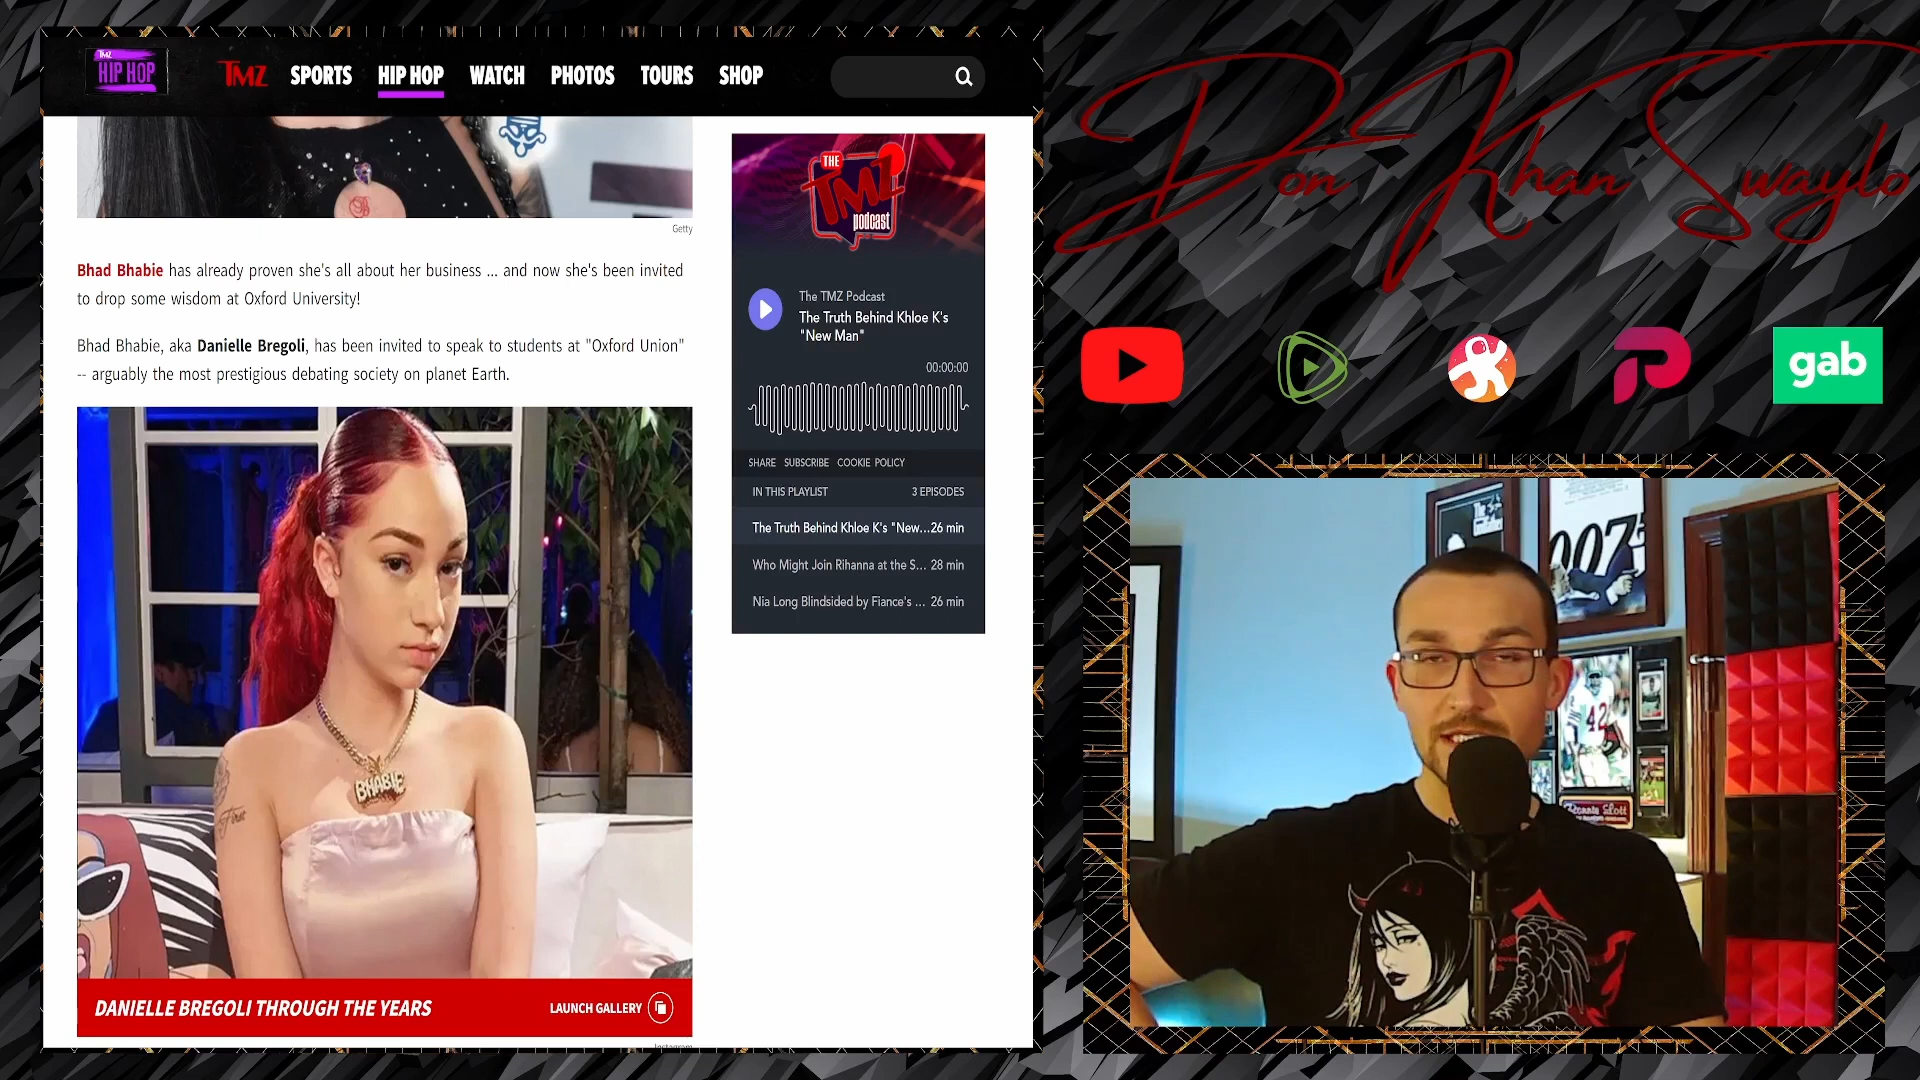 TMZ
HIP HOP
TMZ SPORTS HIP HOP WATCH PHOTOS TOURS SHOP
Getty
Bhad Bhabie has already proven she's all about her business ... and now she's been invited
to drop some wisdom at Oxford University!
Bhad Bhabie, aka Danielle Bregoli, has been invited to speak to students at "Oxford Union"
-- arguably the most prestigious debating society on planet Earth.
BHABIE
DANIELLE BREGOLI THROUGH THE YEARS
LAUNCH GALLERY
Instagram
THE
TMZ
podcast
The TMZ Podcast
The Truth Behind Khloe K's
"New Man"
00:00:00
SHARE SUBSCRIBE COOKIE POLICY
IN THIS PLAYLIST 3 EPISODES
The Truth Behind Khloe K's "New... 26 min
Who Might Join Rihanna at the S... 28 min
Nia Long Blindsided by Fiance's ... 26 min
Don Khan Swaylo
gab
007
42
Ronnie Lott